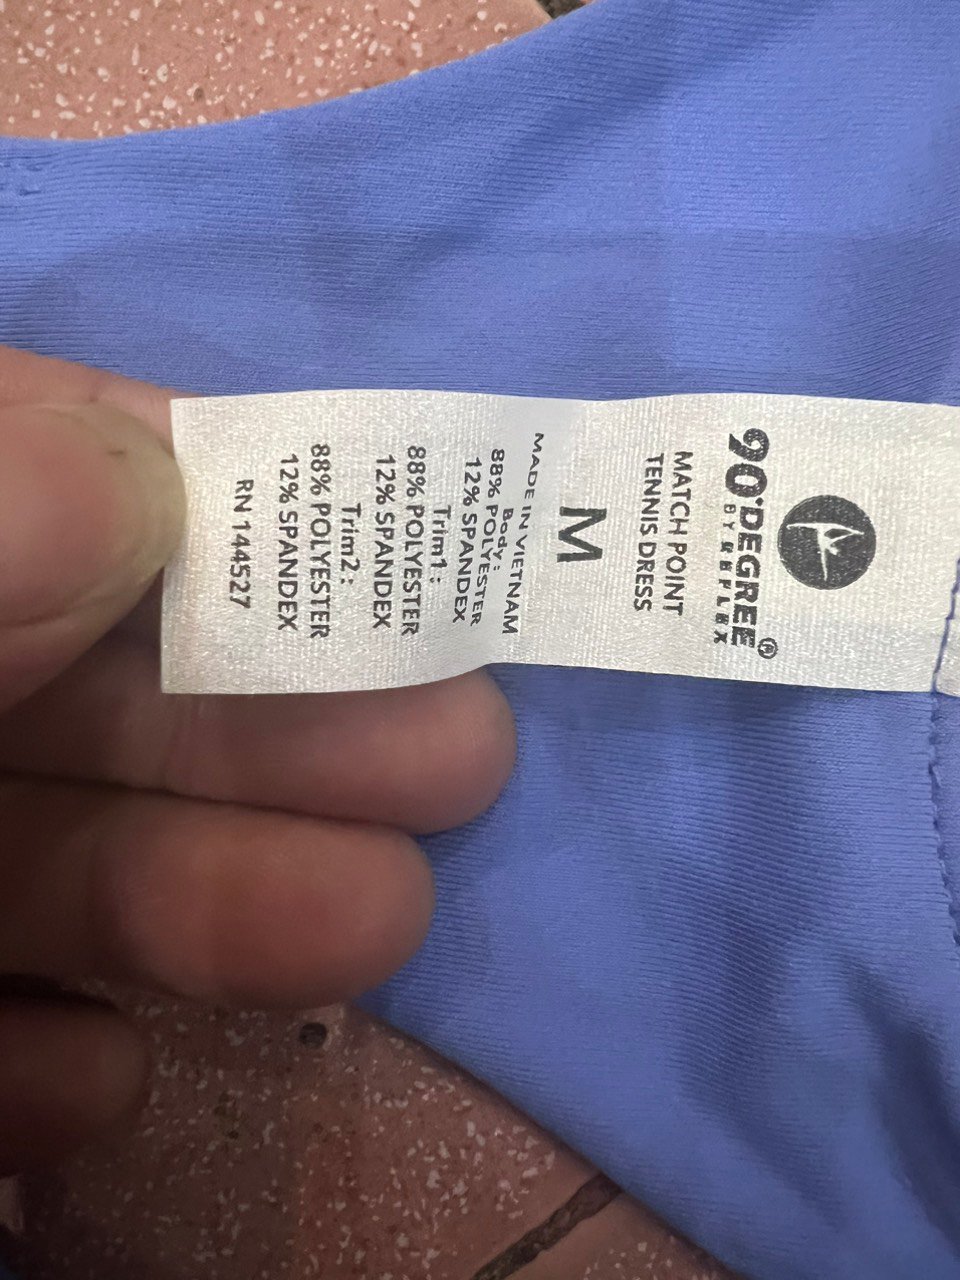 90°DEGREE®
BY REFLEX
MATCH POINT
TENNIS DRESS
M
MADE IN VIETNAM
Body :
88% POLYESTER
12% SPANDEX
Trim1 :
88% POLYESTER
12% SPANDEX
Trim2 :
88% POLYESTER
12% SPANDEX
RN 144527